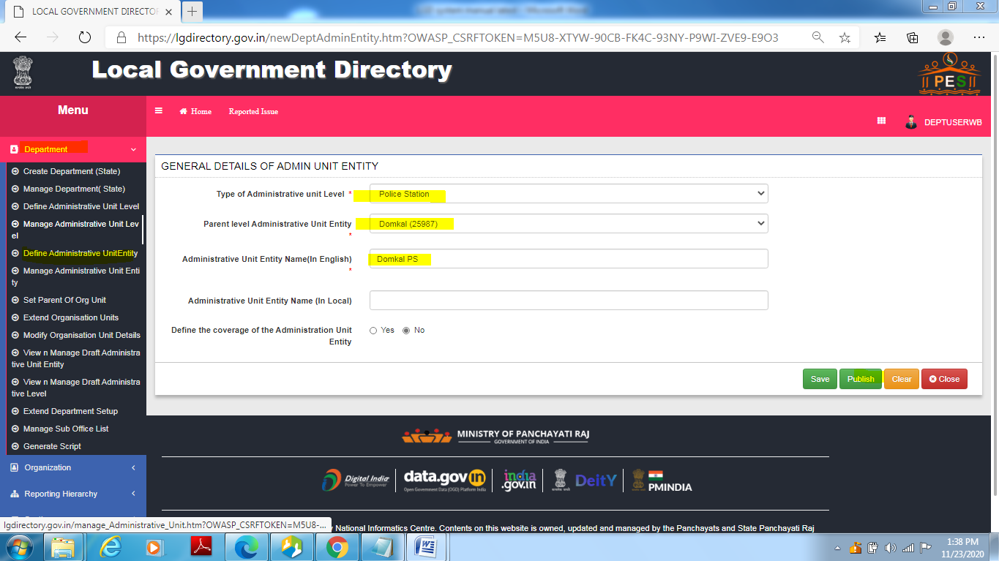 LOCAL GOVERNMENT DIRECTOR
https://lgdirectory.gov.in/newDeptAdminEntity.htm?OWASP_CSRFTOKEN=M5U8-XTYW-90CB-FK4C-93NY-P9WI-ZVE9-E9O3
Local Government Directory
PES
Menu
Home
Reported Issue
DEPTUSERWB
Department
Create Department (State)
Manage Department( State)
Define Administrative Unit Level
Manage Administrative Unit Lev
el
Define Administrative UnitEntity
Manage Administrative Unit Enti
ty
Set Parent Of Org Unit
Extend Organisation Units
Modify Organisation Unit Details
View n Manage Draft Administra
tive Unit Entity
View n Manage Draft Administra
tive Level
Extend Department Setup
Manage Sub Office List
Generate Script
Organization
Reporting Hierarchy
GENERAL DETAILS OF ADMIN UNIT ENTITY
Type of Administrative unit Level * Police Station
Parent level Administrative Unit Entity Domkal (25987)
*
Administrative Unit Entity Name(In English) Domkal PS
*
Administrative Unit Entity Name (In Local)
Define the coverage of the Administration Unit Yes No
Entity
Save Publish Clear Close
MINISTRY OF PANCHAYATI RAJ
GOVERNMENT OF INDIA
Digital India
Power To Empower
data.gov in
Open Government Data (OGD) Platform India
india
.gov.in
DeitY
PMINDIA
lgdirectory.gov.in/manage_Administrative_Unit.htm?OWASP_CSRFTOKEN=M5U8-...
y National Informatics Centre. Contents on this website is owned, updated and managed by the Panchayats and State Panchayati Raj
1:38 PM
11/23/2020